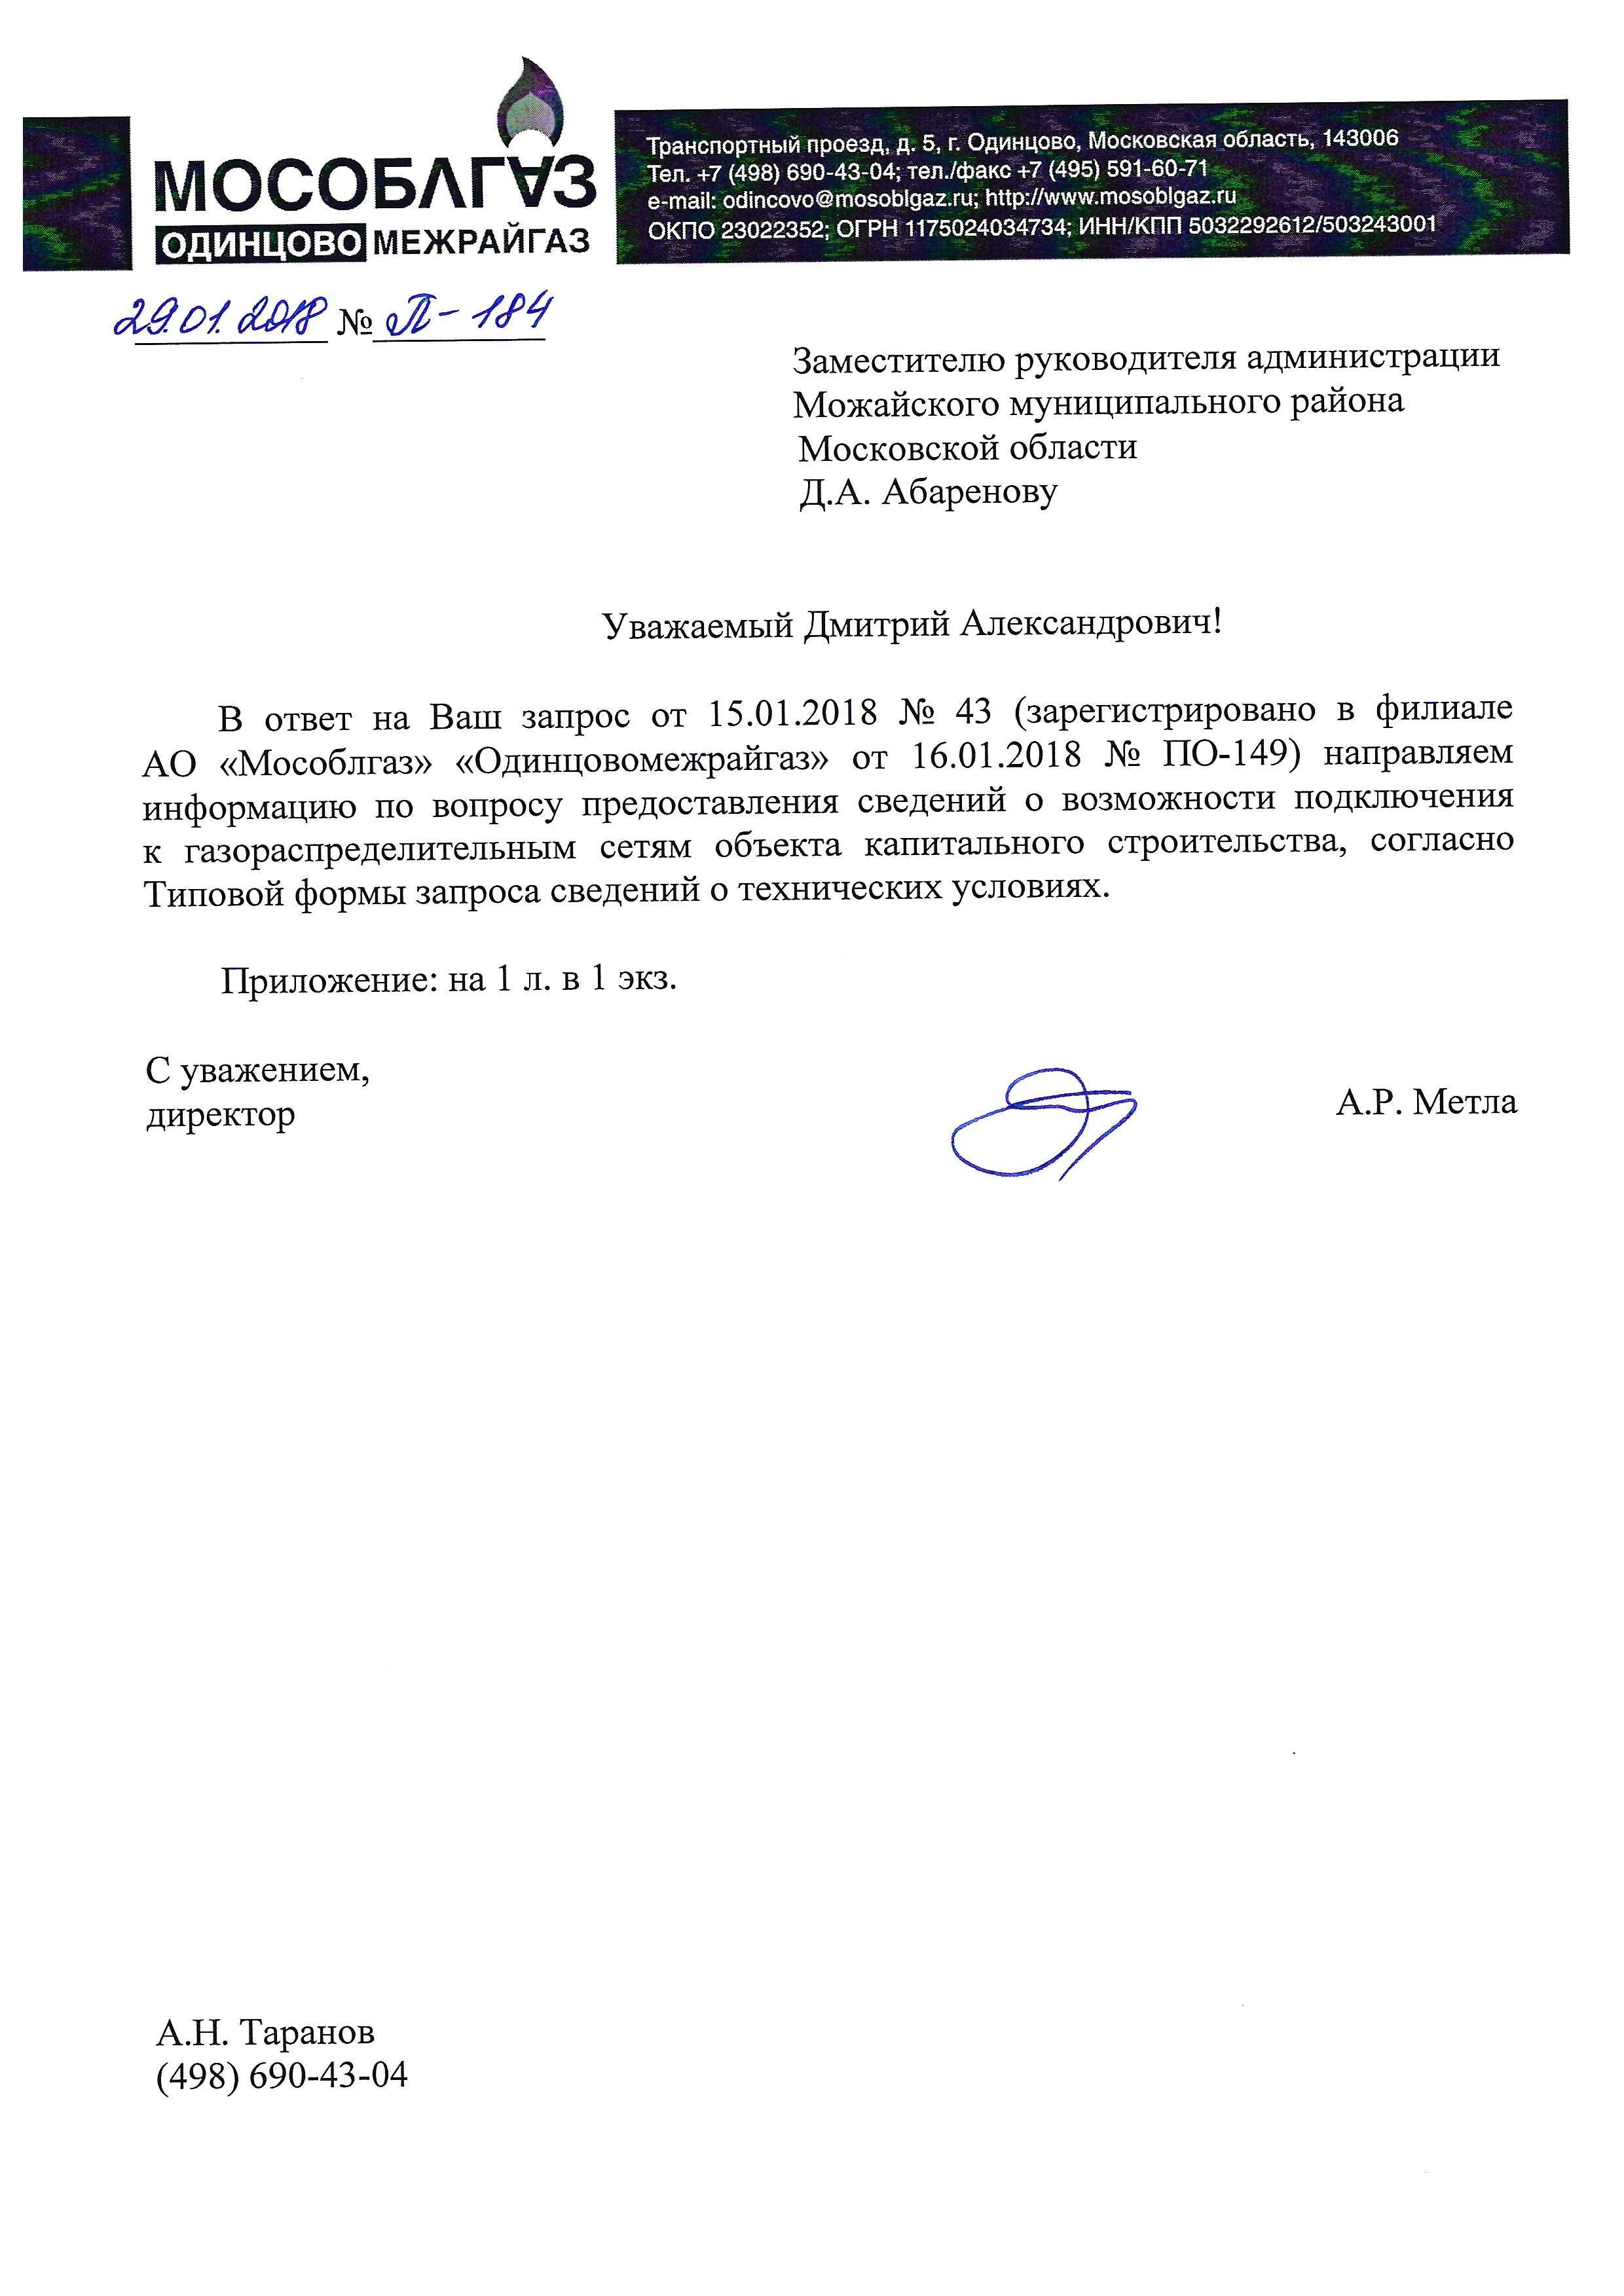 МОСОБЛГАЗ
ОДИНЦОВО МЕЖРАЙГАЗ
Транспортный проезд, д. 5, г. Одинцово, Московская область, 143006
Тел. +7 (498) 690-43-04; тел./факс +7 (495) 591-60-71
e-mail: odincovo@mosoblgaz.ru; http://www.mosoblgaz.ru
ОКПО 23022352; ОГРН 1175024034734; ИНН/КПП 5032292612/503243001
29.01.2018 № П-184
Заместителю руководителя администрации
Можайского муниципального района
Московской области
Д.А. Абаренову
Уважаемый Дмитрий Александрович!
В ответ на Ваш запрос от 15.01.2018 № 43 (зарегистрировано в филиале
АО «Мособлгаз» «Одинцовомежрайгаз» от 16.01.2018 № ПО-149) направляем
информацию по вопросу предоставления сведений о возможности подключения
к газораспределительным сетям объекта капитального строительства, согласно
Типовой формы запроса сведений о технических условиях.
Приложение: на 1 л. в 1 экз.
С уважением,
директор
А.Р. Метла
А.Н. Таранов
(498) 690-43-04